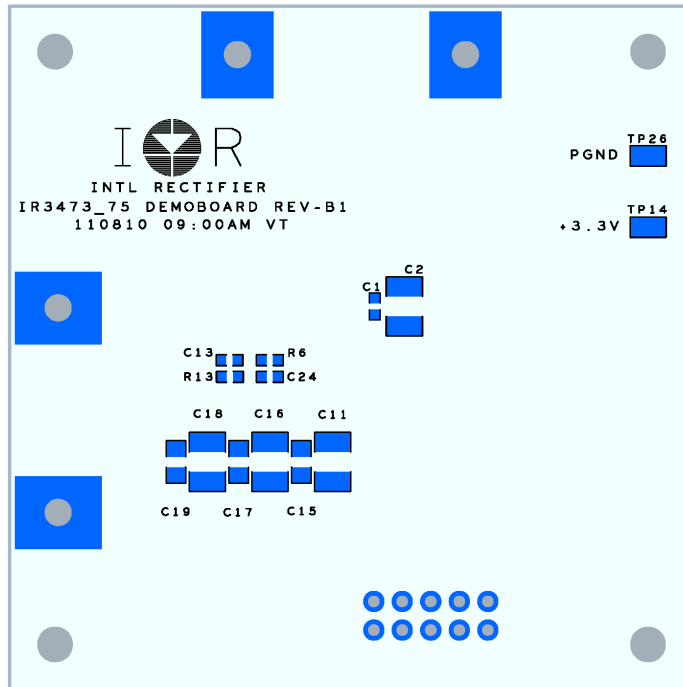 TP26
PGND
I R
INTL RECTIFIER
IR3473_75 DEMOBOARD REV-B1
TP14
110810 09:00AM VT
+3.3V
C2
C1
C13 R6
R13 C24
C18 C16 C11
C19 C17 C15